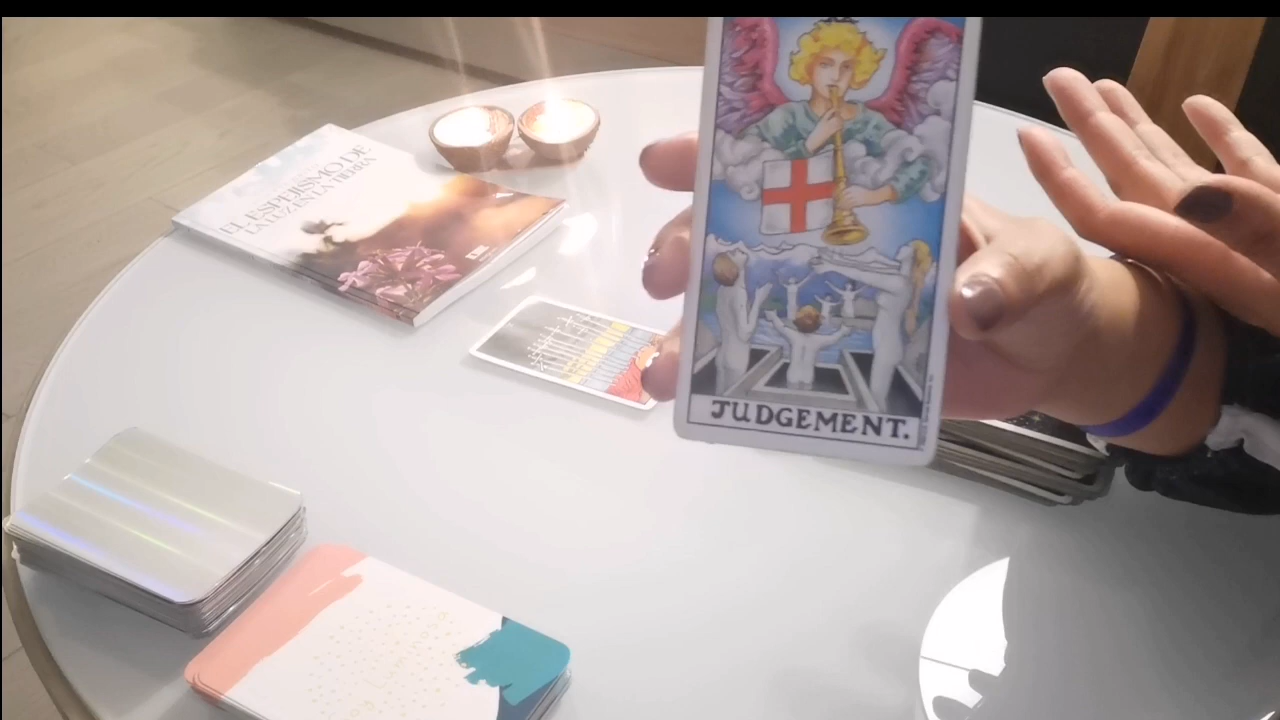 EL ESPEJISMO DE
LA LUZ EN LA TIERRA
JUDGEMENT.